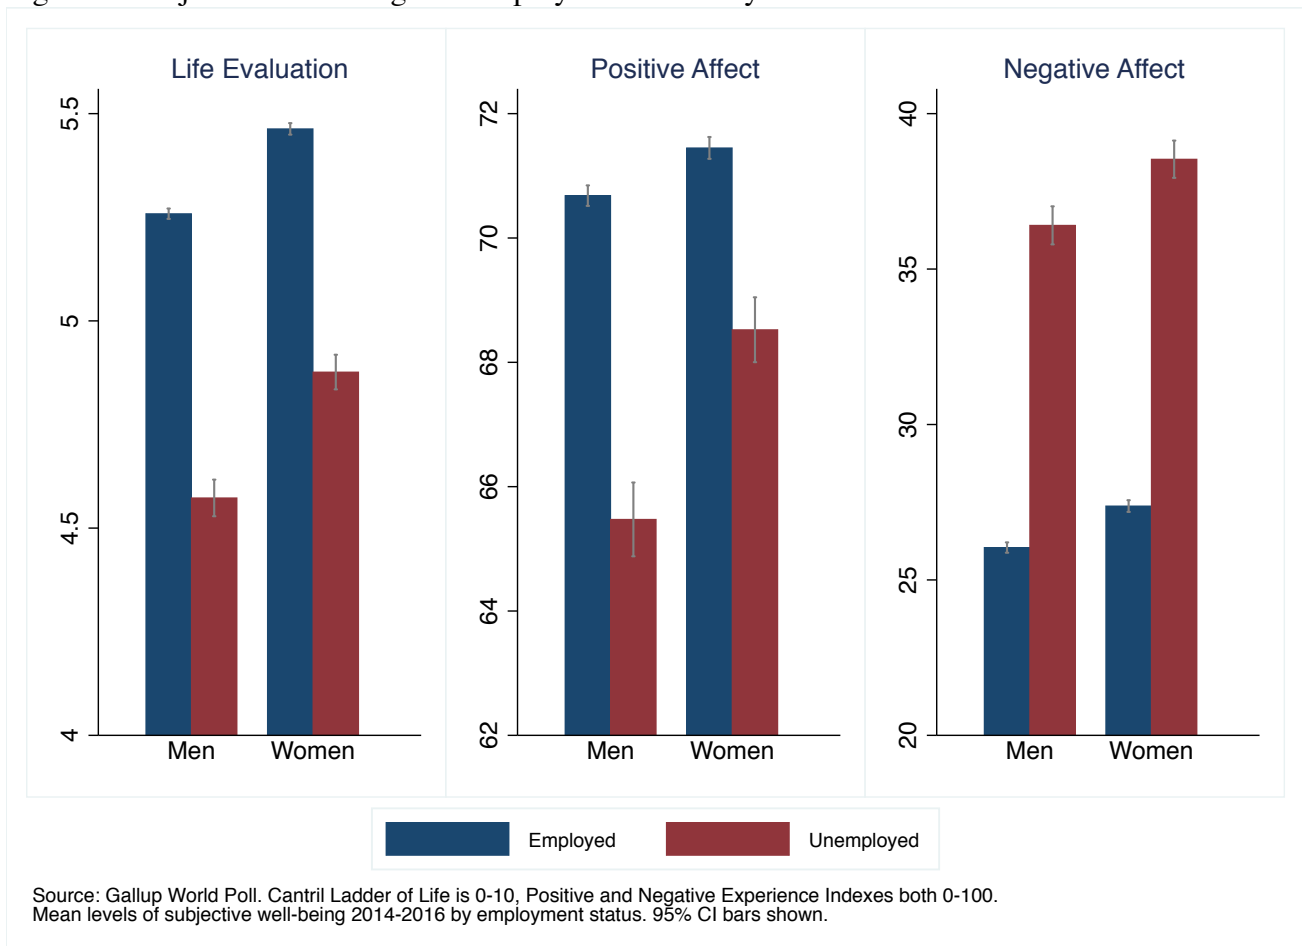 Life Evaluation
5.5
5
4.5
4
Men Women
Positive Affect
72
70
68
66
64
62
Men Women
Negative Affect
40
35
30
25
20
Men Women
Employed Unemployed
Source: Gallup World Poll. Cantril Ladder of Life is 0-10, Positive and Negative Experience Indexes both 0-100.
Mean levels of subjective well-being 2014-2016 by employment status. 95% CI bars shown.